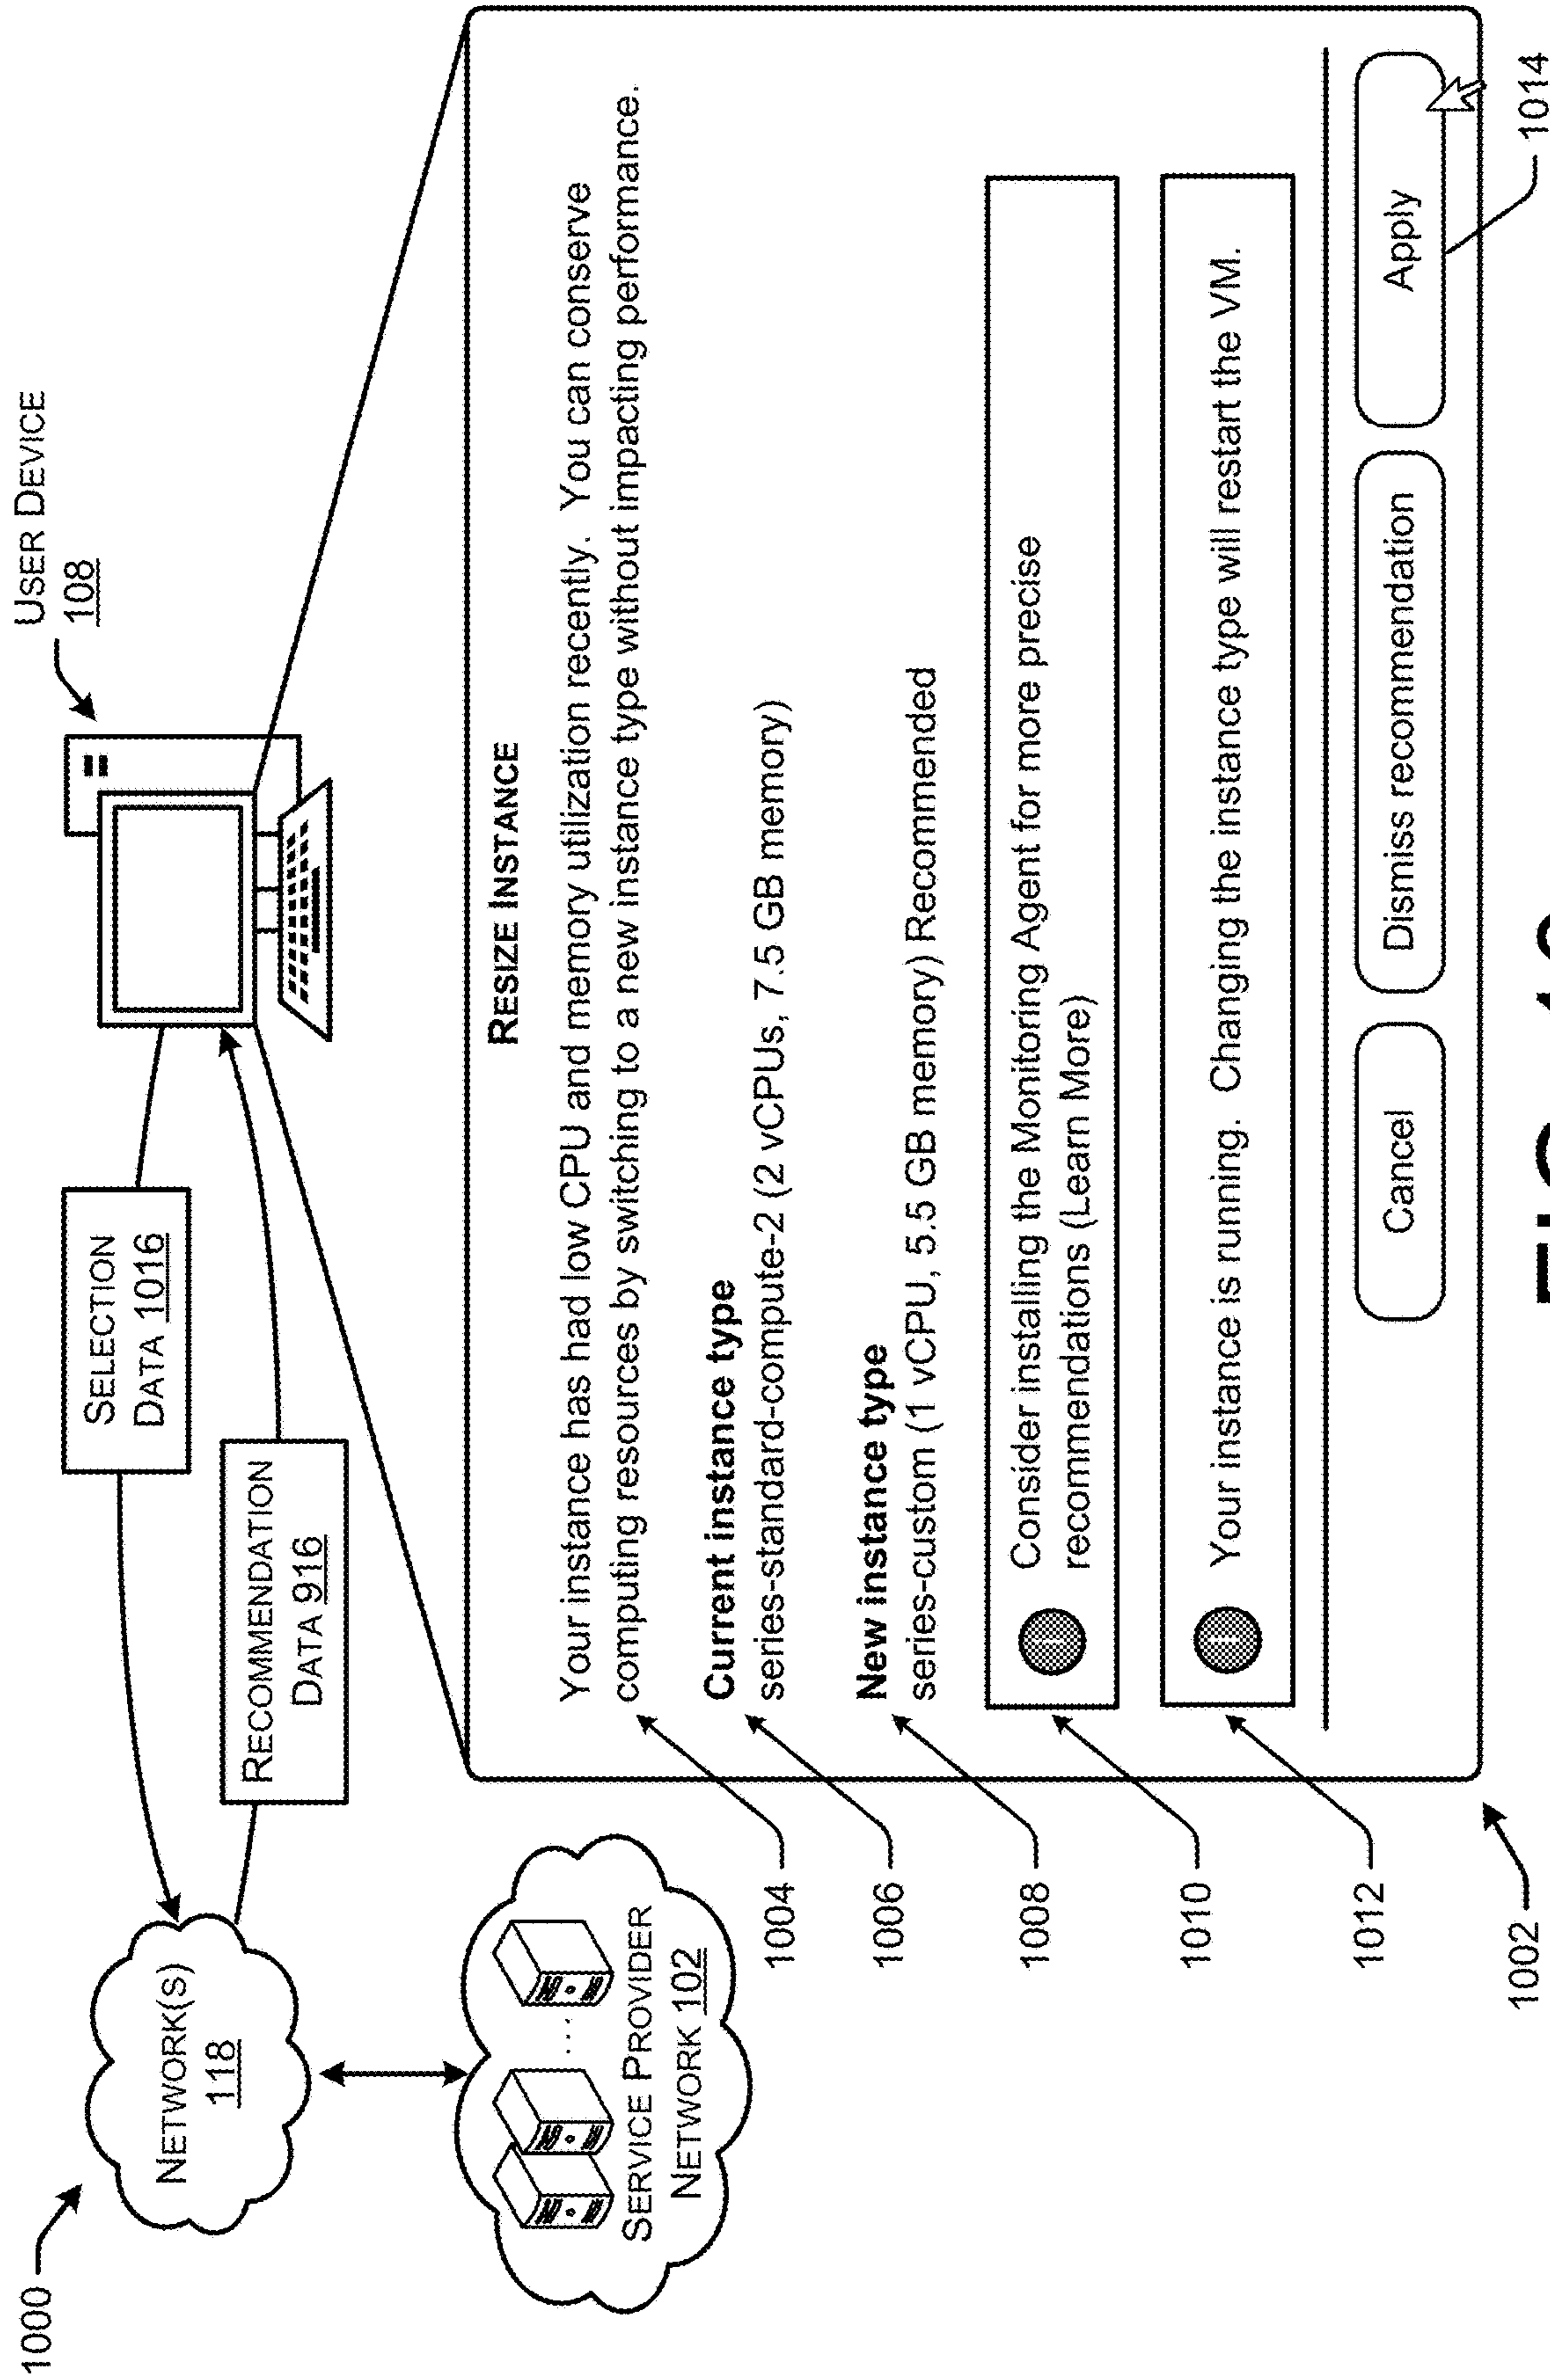 1000
NETWORK(S)
118
SELECTION
DATA 1016
RECOMMENDATION
DATA 916
USER DEVICE
108
SERVICE PROVIDER
NETWORK 102
RESIZE INSTANCE
1004
Your instance has had low CPU and memory utilization recently. You can conserve
computing resources by switching to a new instance type without impacting performance.
1006
Current instance type
series-standard-compute-2 (2 vCPUs, 7.5 GB memory)
1008
New instance type
series-custom (1 vCPU, 5.5 GB memory) Recommended
1010
Consider installing the Monitoring Agent for more precise
recommendations (Learn More)
1012
Your instance is running. Changing the instance type will restart the VM.
Cancel
Dismiss recommendation
Apply
1002
1014